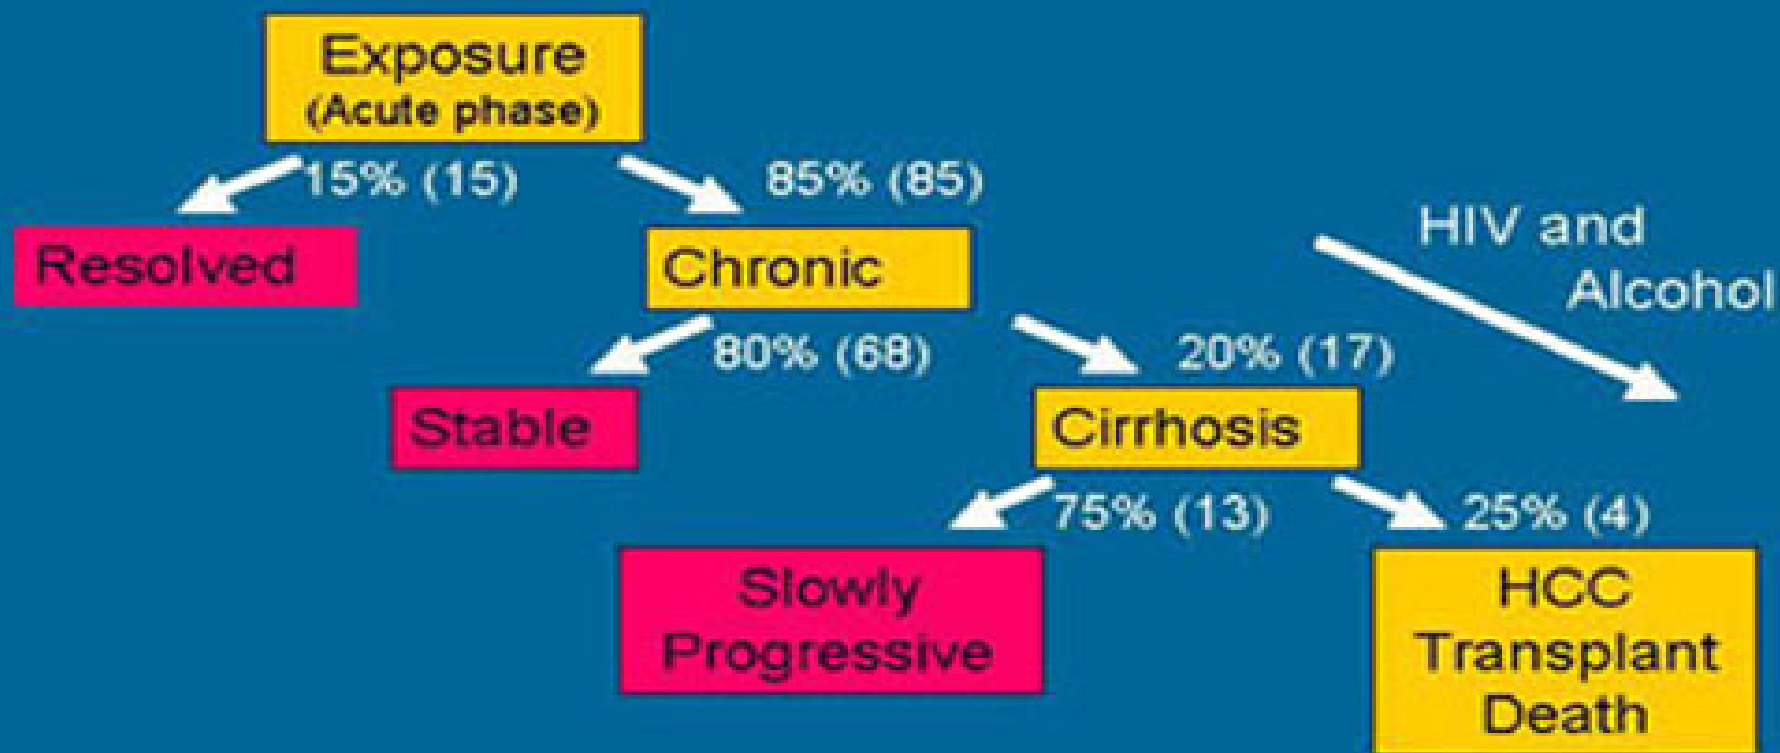 Exposure
(Acute phase)
15% (15)
85% (85)
HIV and
Alcohol
Resolved
Chronic
80% (68)
20% (17)
Stable
Cirrhosis
75% (13)
25% (4)
Slowly
Progressive
HCC
Transplant
Death